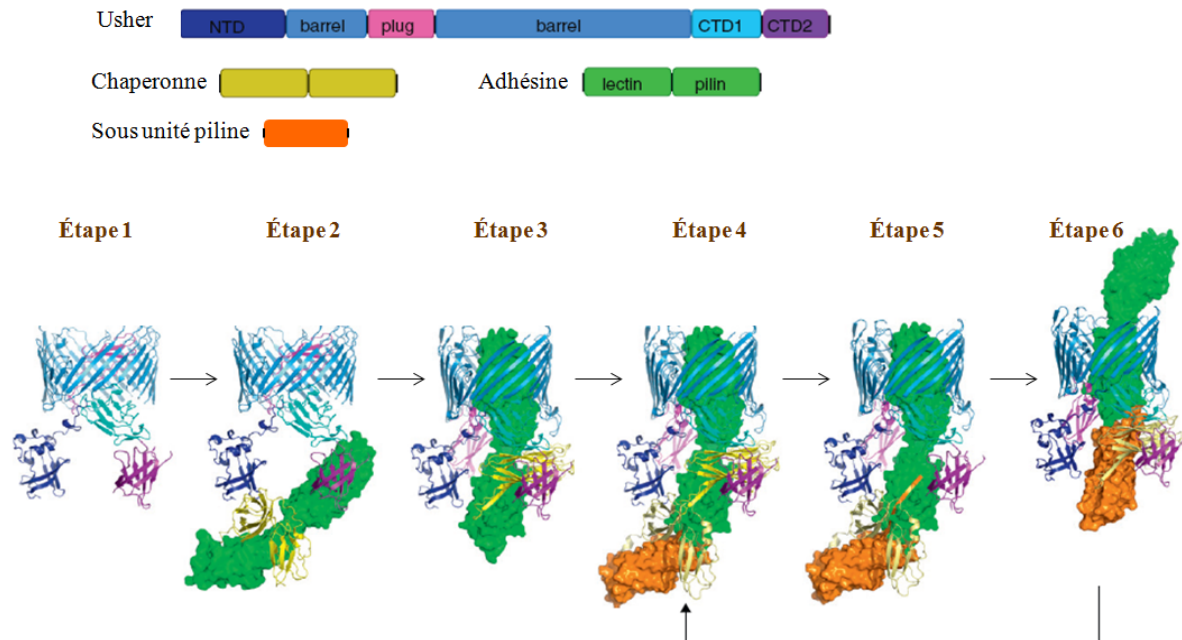 Usher NTD barrel plug barrel CTD1 CTD2
Chaperonne Adhésine lectin pilin
Sous unité piline
Étape 1 Étape 2 Étape 3 Étape 4 Étape 5 Étape 6